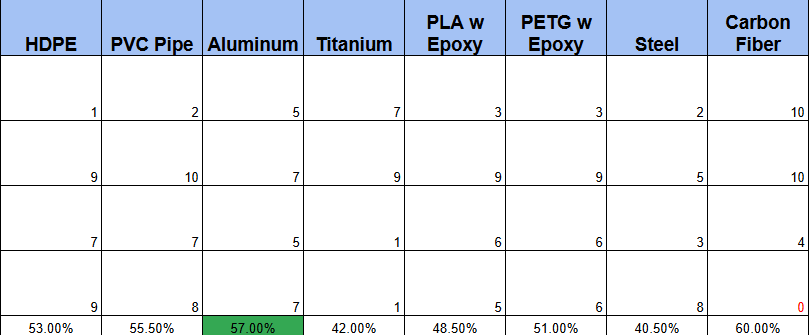 HDPE PVC Pipe Aluminum Titanium PLA w Epoxy PETG w Epoxy Steel Carbon Fiber
1 2 5 7 3 3 2 10
9 10 7 9 9 9 5 10
7 7 5 1 6 6 3 4
9 8 7 1 5 6 8 0
53.00% 55.50% 57.00% 42.00% 48.50% 51.00% 40.50% 60.00%